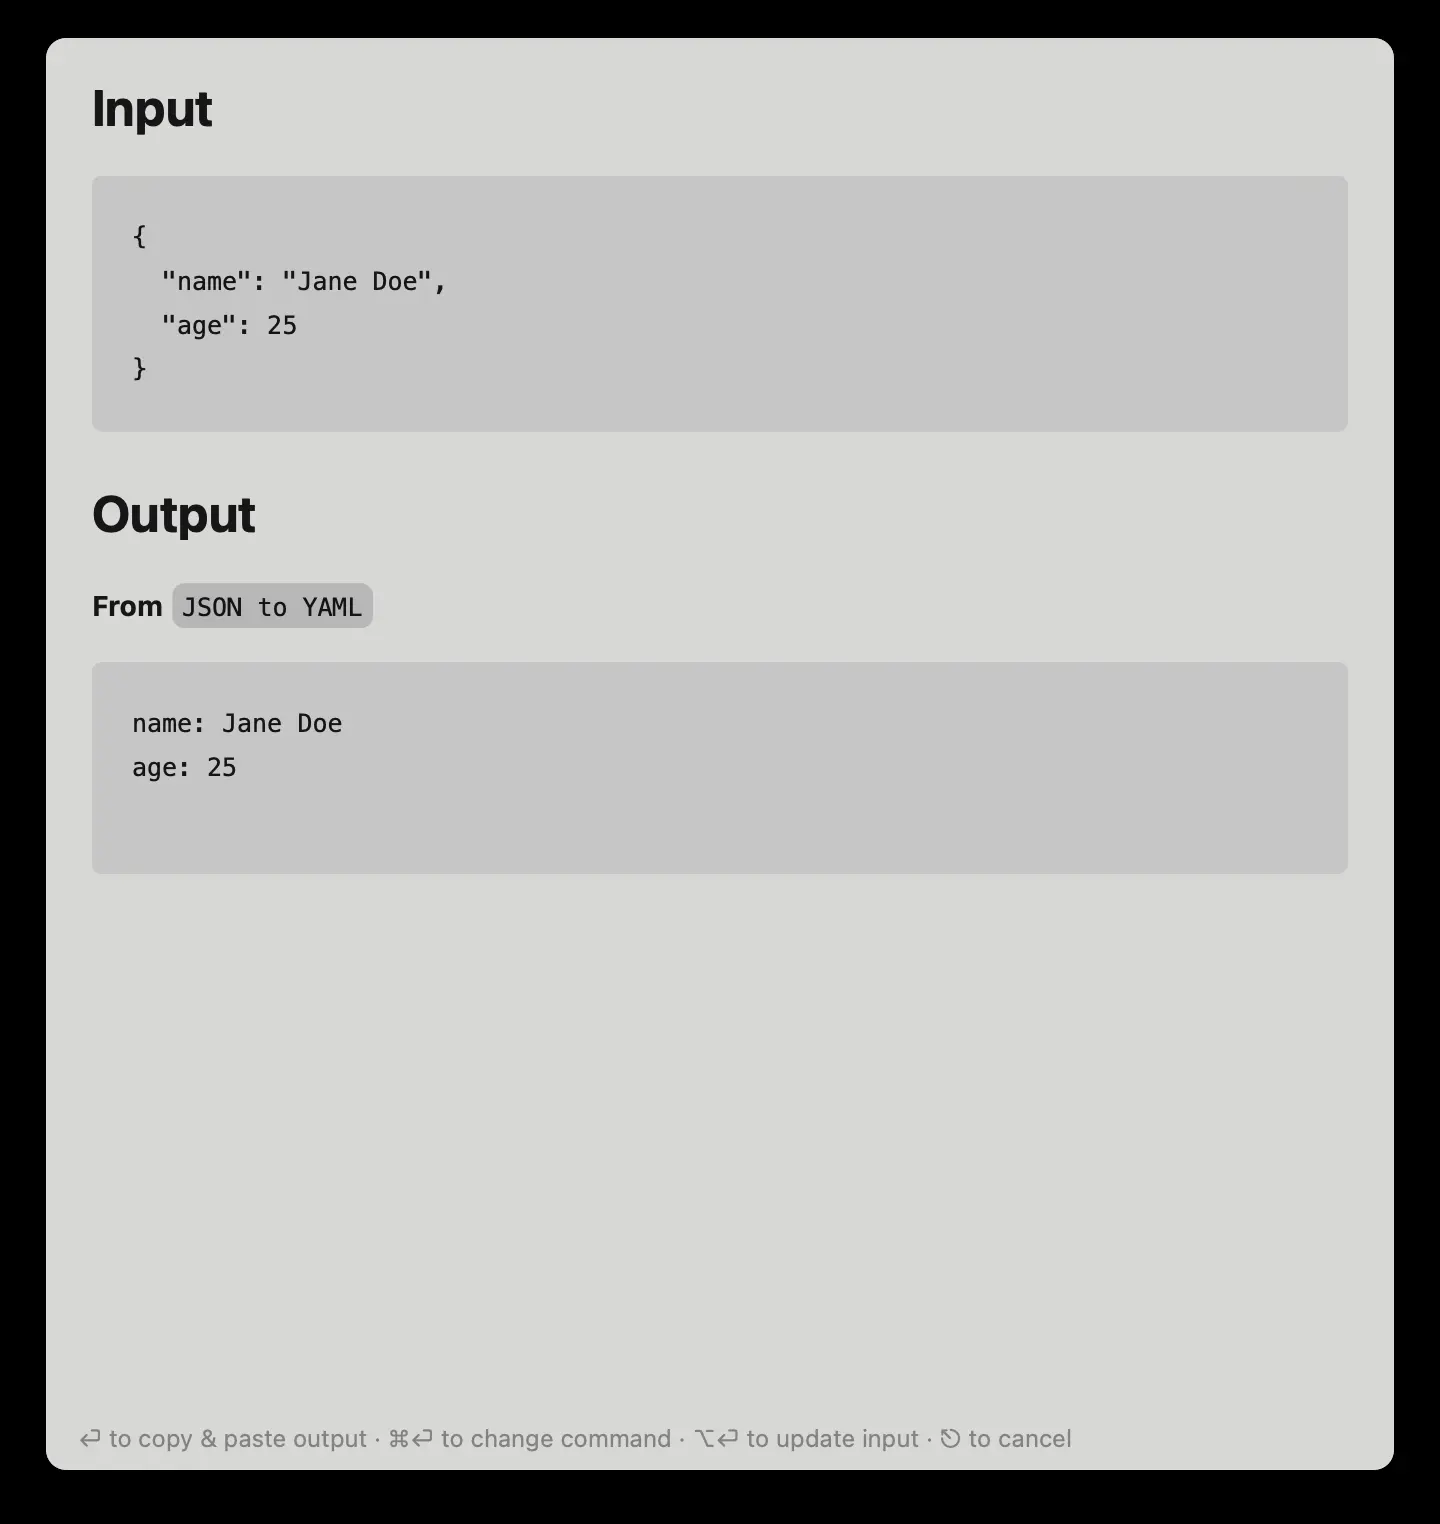 Input
{
  "name": "Jane Doe",
  "age": 25
}
Output
From JSON to YAML
name: Jane Doe
age: 25
⏎ to copy & paste output · ⌘⏎ to change command · ⌥⏎ to update input · ⎋ to cancel